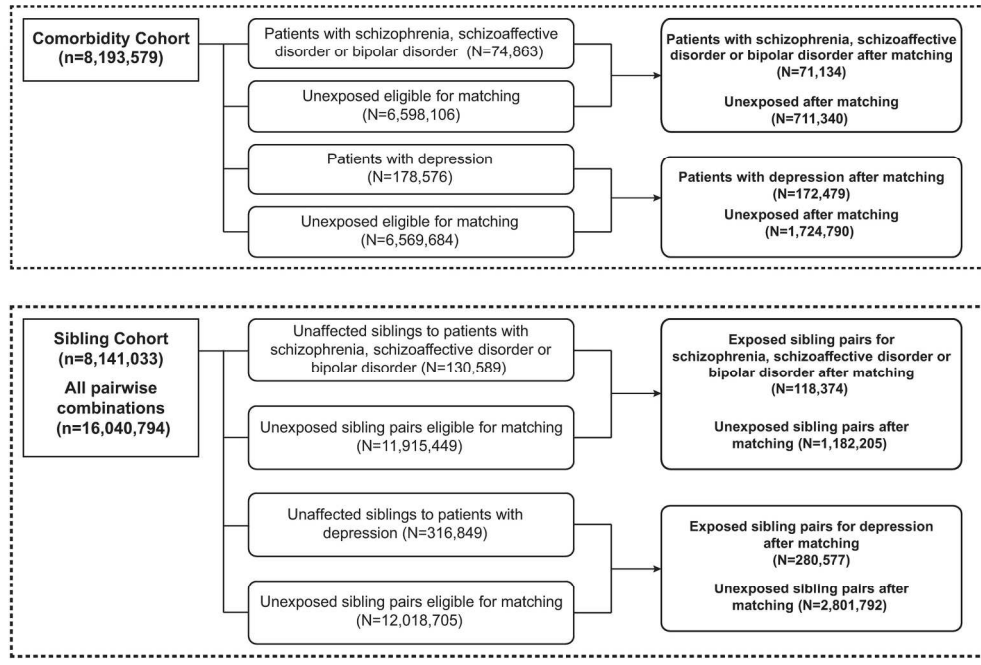 Comorbidity Cohort
(n=8,193,579)
Patients with schizophrenia, schizoaffective
disorder or bipolar disorder (N=74,863)
Unexposed eligible for matching
(N=6,598,106)
Patients with depression
(N=178,576)
Unexposed eligible for matching
(N=6,569,684)
Patients with schizophrenia, schizoaffective
disorder or bipolar disorder after matching
(N=71,134)
Unexposed after matching
(N=711,340)
Patients with depression after matching
(N=172,479)
Unexposed after matching
(N=1,724,790)
Sibling Cohort
(n=8,141,033)
All pairwise
combinations
(n=16,040,794)
Unaffected siblings to patients with
schizophrenia, schizoaffective disorder or
bipolar disorder (N=130,589)
Unexposed sibling pairs eligible for matching
(N=11,915,449)
Unaffected siblings to patients with
depression (N=316,849)
Unexposed sibling pairs eligible for matching
(N=12,018,705)
Exposed sibling pairs for
schizophrenia, schizoaffective disorder or
bipolar disorder after matching
(N=118,374)
Unexposed sibling pairs after
matching (N=1,182,205)
Exposed sibling pairs for depression
after matching
(N=280,577)
Unexposed sibling pairs after
matching (N=2,801,792)